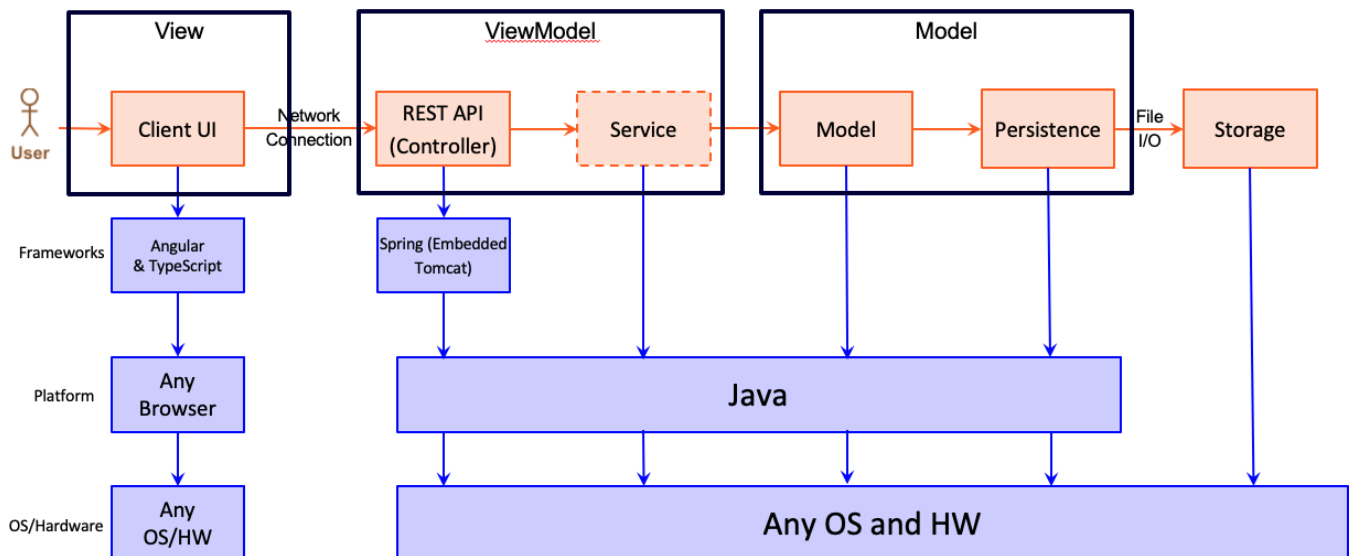 View
ViewModel
Model
User
Client UI
Network
Connection
REST API
(Controller)
Service
Model
Persistence
File
I/O
Storage
Frameworks
Angular
& TypeScript
Spring (Embedded
Tomcat)
Platform
Any
Browser
Java
OS/Hardware
Any
OS/HW
Any OS and HW